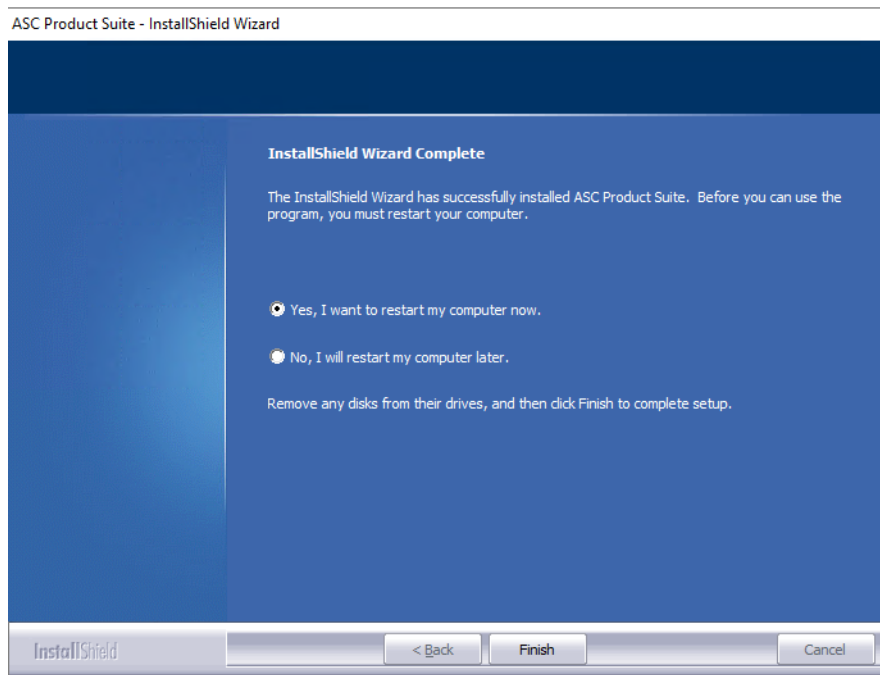 ASC Product Suite - InstallShield Wizard
InstallShield Wizard Complete
The InstallShield Wizard has successfully installed ASC Product Suite. Before you can use the
program, you must restart your computer.
Yes, I want to restart my computer now.
No, I will restart my computer later.
Remove any disks from their drives, and then click Finish to complete setup.
InstallShield
< Back
Finish
Cancel